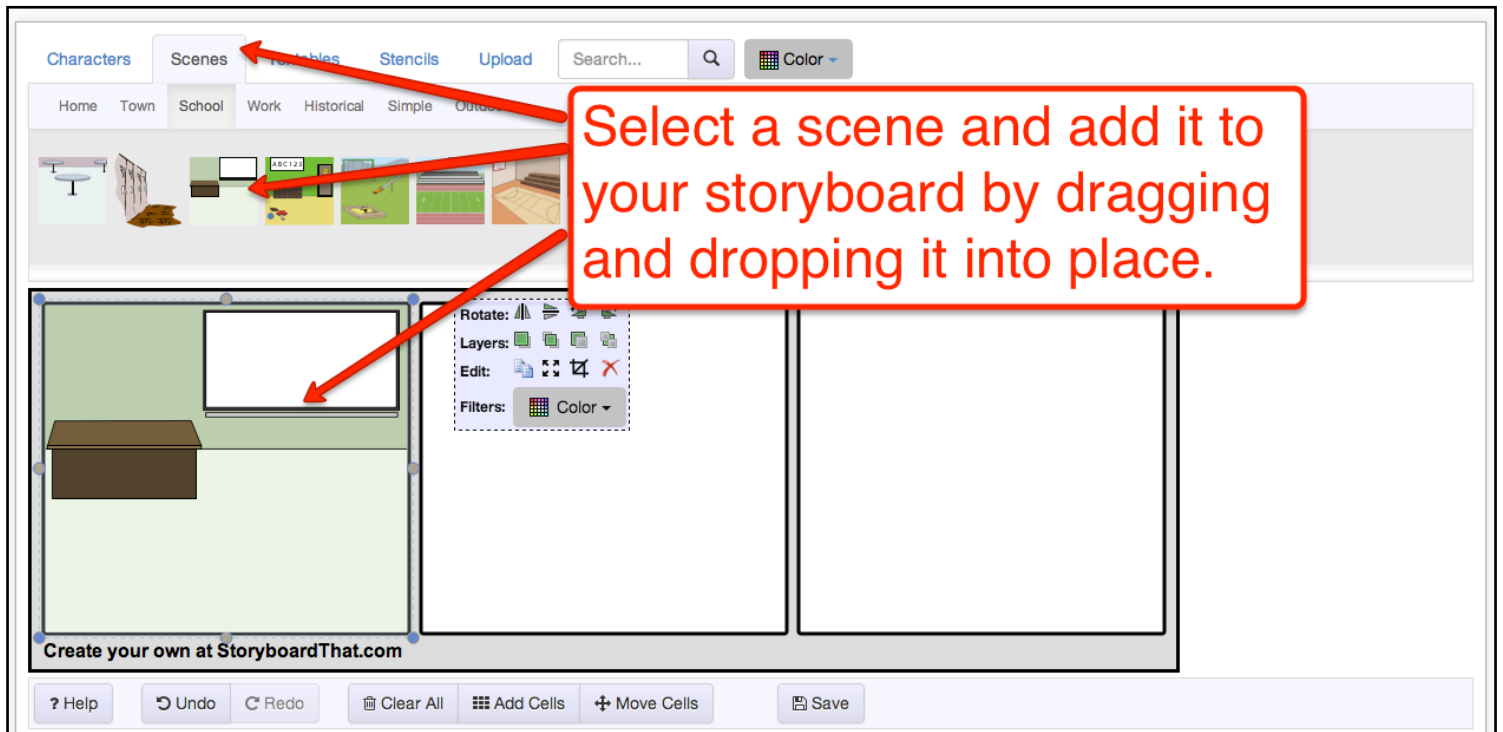 Characters Scenes Textables Stencils Upload Search... Color
Home Town School Work Historical Simple
ABC123
Select a scene and add it to
your storyboard by dragging
and dropping it into place.
Rotate:
Layers:
Edit:
Filters: Color
Create your own at StoryboardThat.com
? Help Undo Redo Clear All Add Cells Move Cells Save